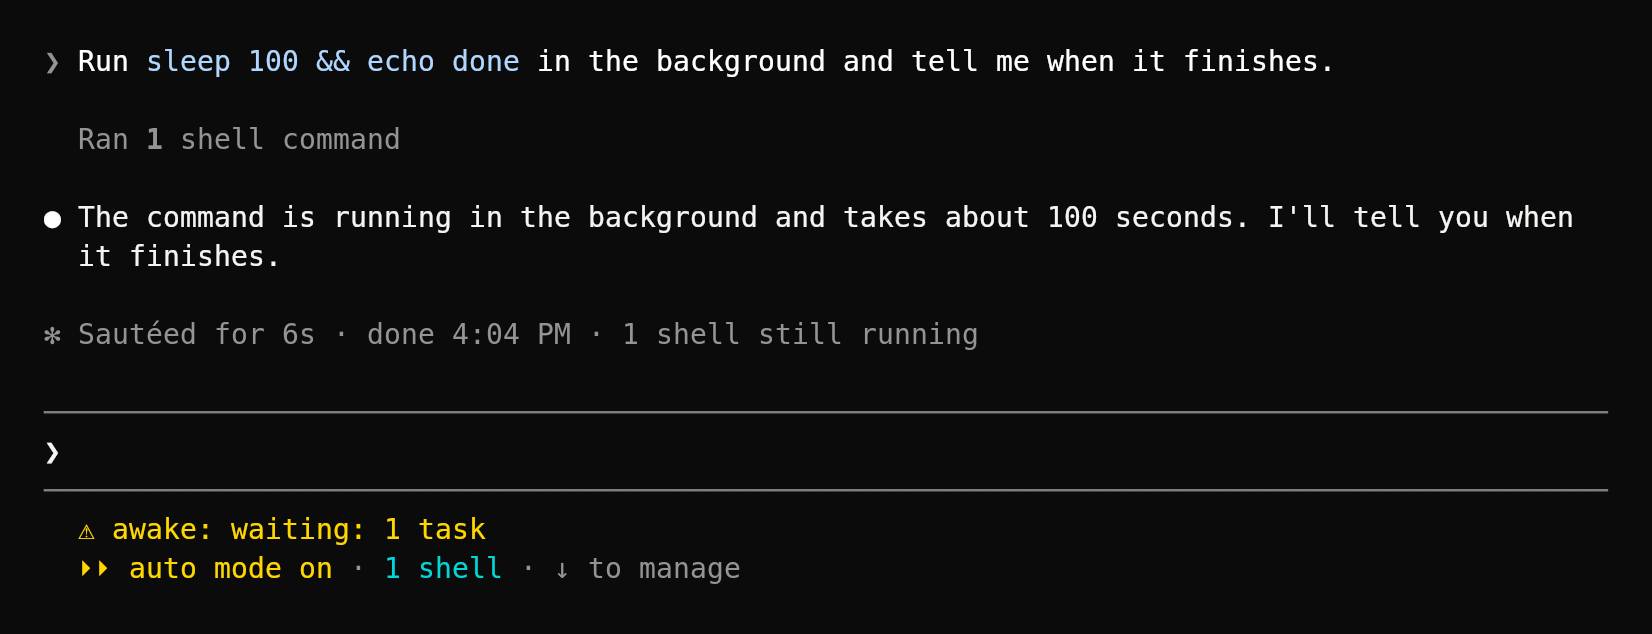 ❯ Run sleep 100 && echo done in the background and tell me when it finishes.
Ran 1 shell command
● The command is running in the background and takes about 100 seconds. I'll tell you when
it finishes.
✻ Sautéed for 6s · done 4:04 PM · 1 shell still running
❯
⚠ awake: waiting: 1 task
⏵⏵ auto mode on · 1 shell · ↓ to manage